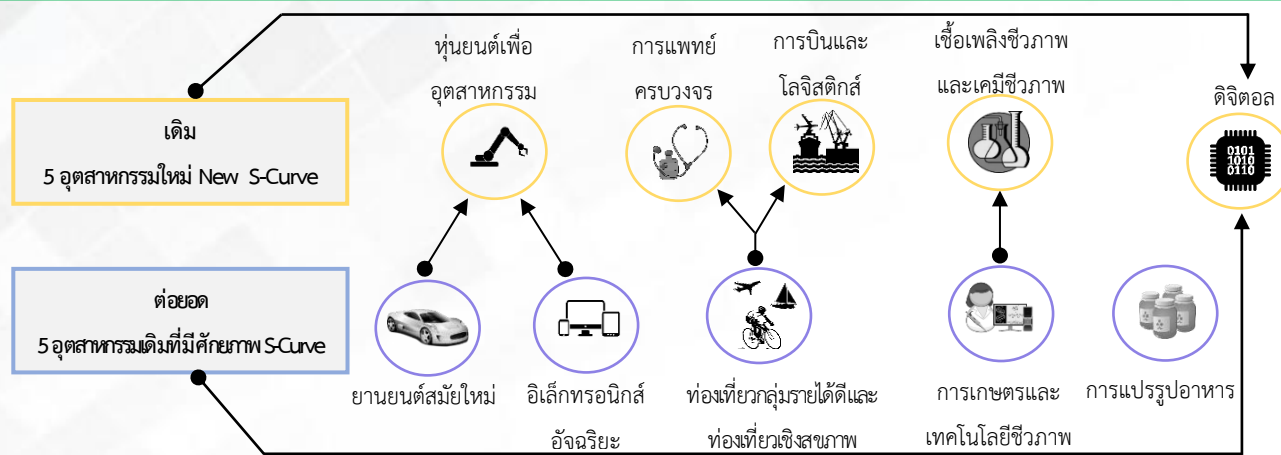 หุ่นยนต์เพื่อ
อุตสาหกรรม
การแพทย์
ครบวงจร
การบินและ
โลจิสติกส์
เชื้อเพลิงชีวภาพ
และเคมีชีวภาพ
ดิจิตอล
0101
1010
0110
เดิม
5 อุตสาหกรรมใหม่ New S-Curve
ต่อยอด
5 อุตสาหกรรมเดิมที่มีศักยภาพ S-Curve
ยานยนต์สมัยใหม่
อิเล็กทรอนิกส์
อัจฉริยะ
ท่องเที่ยวกลุ่มรายได้ดีและ
ท่องเที่ยวเชิงสุขภาพ
การเกษตรและ
เทคโนโลยีชีวภาพ
การแปรรูปอาหาร